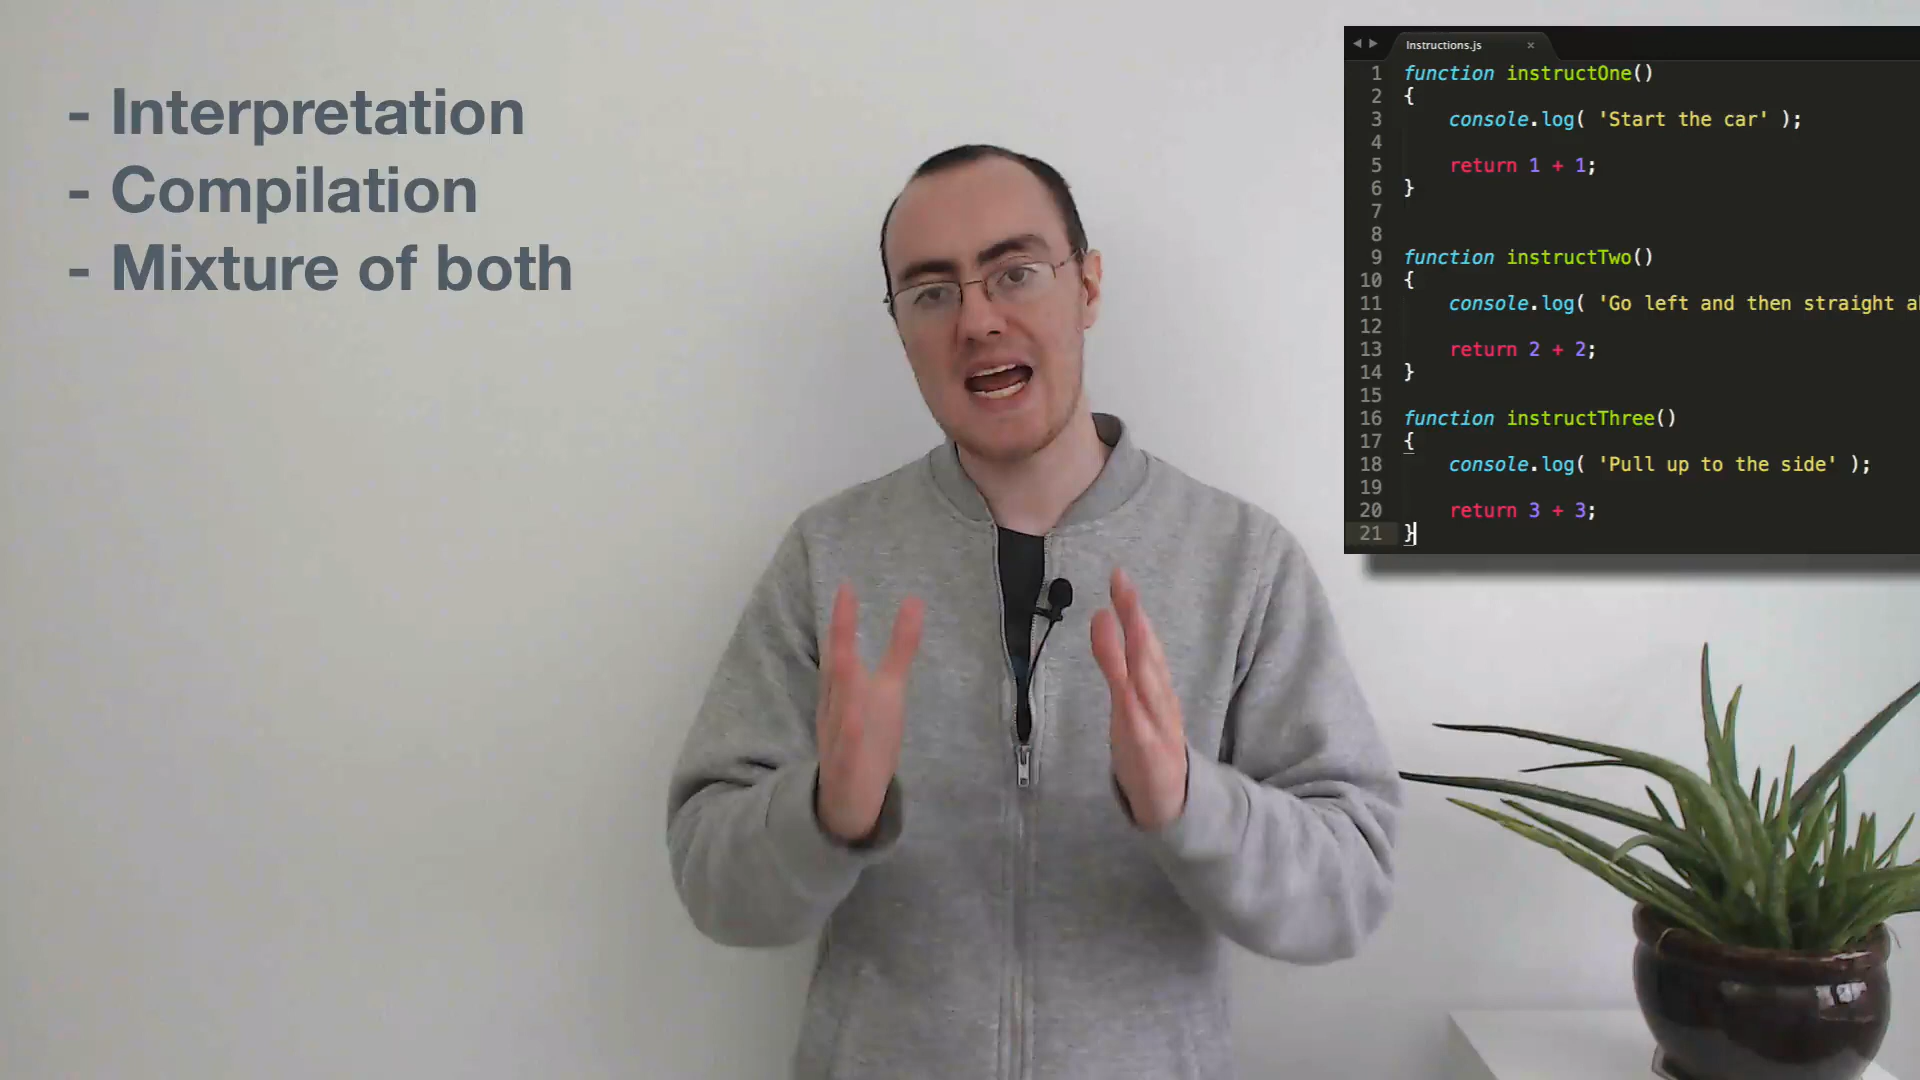 - Interpretation
- Compilation
- Mixture of both
Instructions.js ×
1 function instructOne()
2 {
3 console.log( 'Start the car' );
4
5 return 1 + 1;
6 }
7
8
9 function instructTwo()
10 {
11 console.log( 'Go left and then straight
12
13 return 2 + 2;
14 }
15
16 function instructThree()
17 {
18 console.log( 'Pull up to the side' );
19
20 return 3 + 3;
21 }